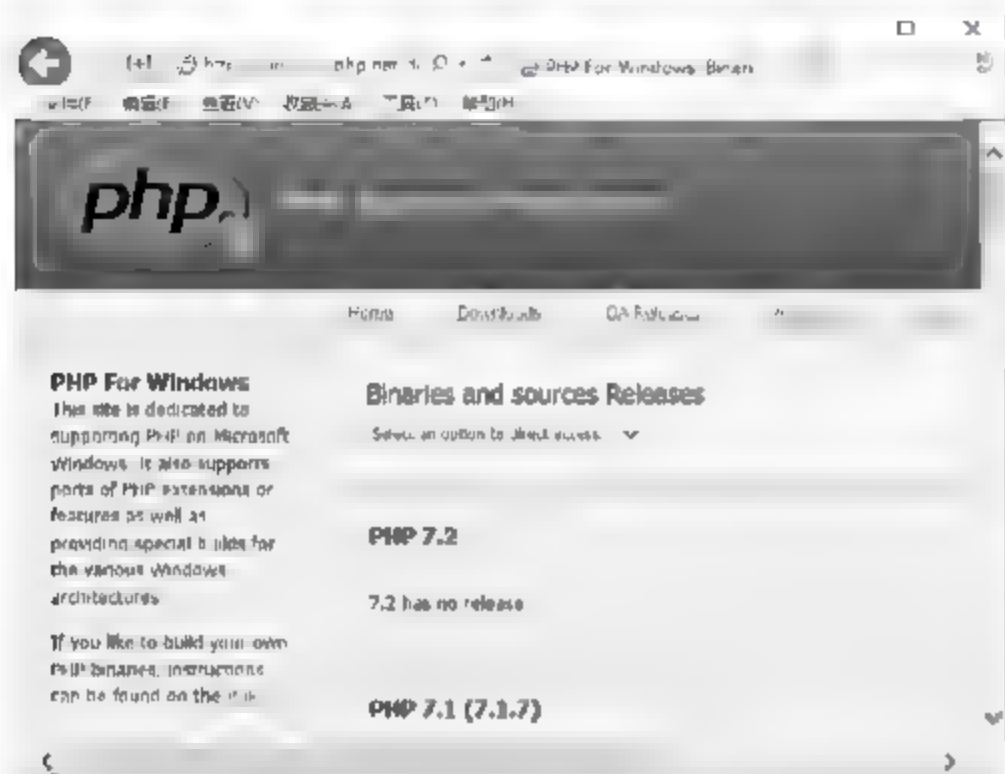 PHP For Windows: Binari
php
Home Downloads QA Releases
PHP For Windows
This site is dedicated to
supporting PHP on Microsoft
Windows. It also supports
ports of PHP extensions or
features as well as
providing special builds for
the various Windows
architectures.
If you like to build your own
PHP binaries, instructions
can be found on the
Binaries and sources Releases
Select an option to direct access.
PHP 7.2
7.2 has no release
PHP 7.1 (7.1.7)